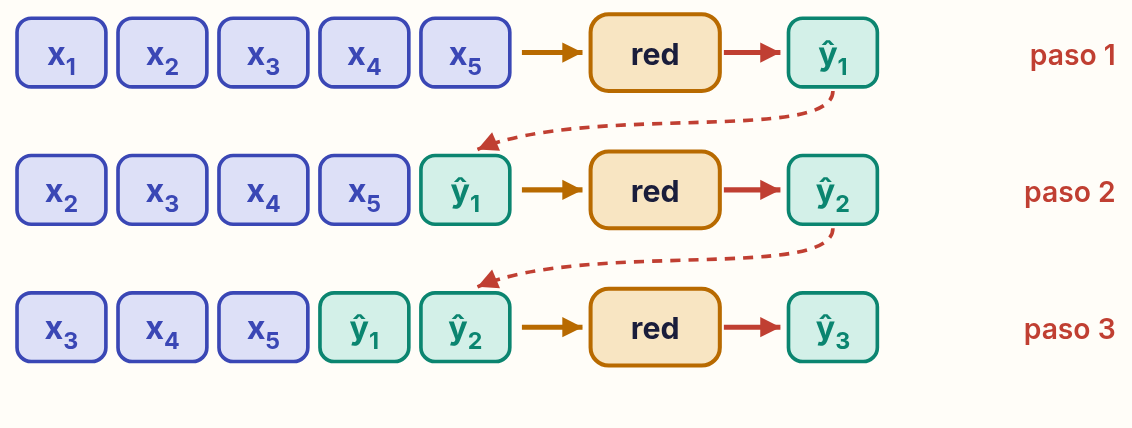 x₁ x₂ x₃ x₄ x₅ red ŷ₁ paso 1
x₂ x₃ x₄ x₅ ŷ₁ red ŷ₂ paso 2
x₃ x₄ x₅ ŷ₁ ŷ₂ red ŷ₃ paso 3